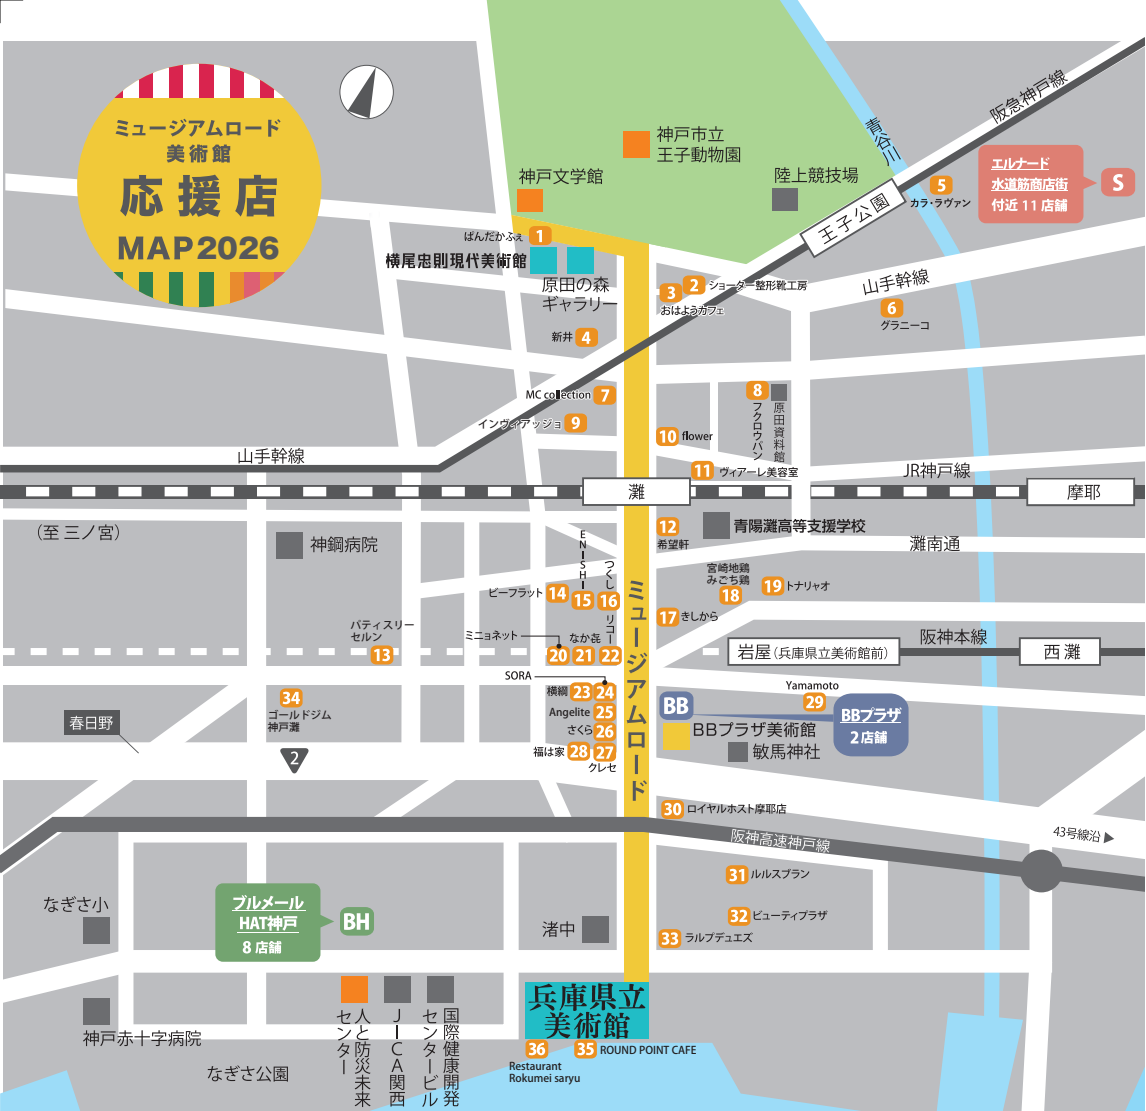 ミュージアムロード
美術館
応援店
MAP2026
神戸市立
王子動物園
神戸文学館
陸上競技場
青谷川
阪急神戸線
王子公園
5
カラ・ラヴァン
エルナード
水道筋商店街
付近 11 店舗
S
ぱんだかふぇ
1
横尾忠則現代美術館
原田の森
ギャラリー
3
2
ショーター整形靴工房
おはようカフェ
山手幹線
6
グラニーコ
新井
4
MC collection
7
インヴィアッジョ
9
8
フクロウパン
原田資料館
10
flower
11
ヴィアーレ美容室
山手幹線
JR神戸線
灘
摩耶
(至 三ノ宮)
神鋼病院
12
希望軒
青陽灘高等支援学校
灘南通
ENISHI
つくし
ビーフラット
14
15
16
宮崎地鶏
みごち鶏
18
19
トナリャオ
17
きしから
パティスリー
セルン
13
ミニョネット
なか㐂
リコー
20
21
22
ミュージアムロード
岩屋(兵庫県立美術館前)
阪神本線
西灘
SORA
横綱
23
24
Angelite
25
さくら
26
福は家
28
27
クレセ
34
ゴールドジム
神戸灘
春日野
2
BB
BBプラザ美術館
敏馬神社
Yamamoto
29
BBプラザ
2店舗
30
ロイヤルホスト摩耶店
阪神高速神戸線
43号線沿
31
ルルスブラン
32
ビューティプラザ
33
ラルプデュエズ
なぎさ小
ブルメール
HAT神戸
8 店舗
BH
渚中
神戸赤十字病院
なぎさ公園
人と防災未来
センター
JICA関西
国際健康開発
センタービル
兵庫県立
美術館
36
35
ROUND POINT CAFE
Restaurant
Rokumei saryu